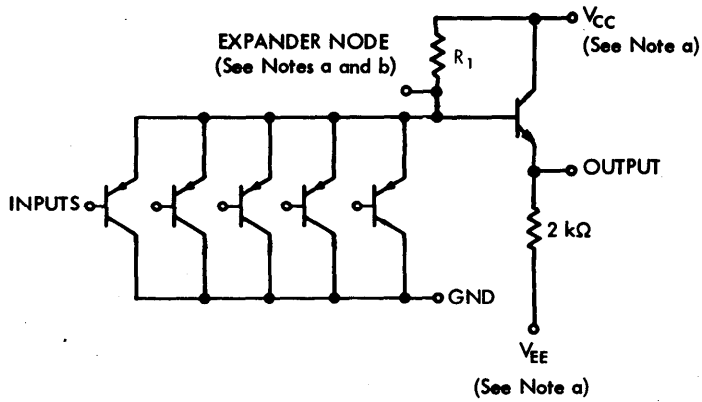 VCC
(See Note a)
EXPANDER NODE
(See Notes a and b)
R1
INPUTS
OUTPUT
2 kΩ
GND
VEE
(See Note a)